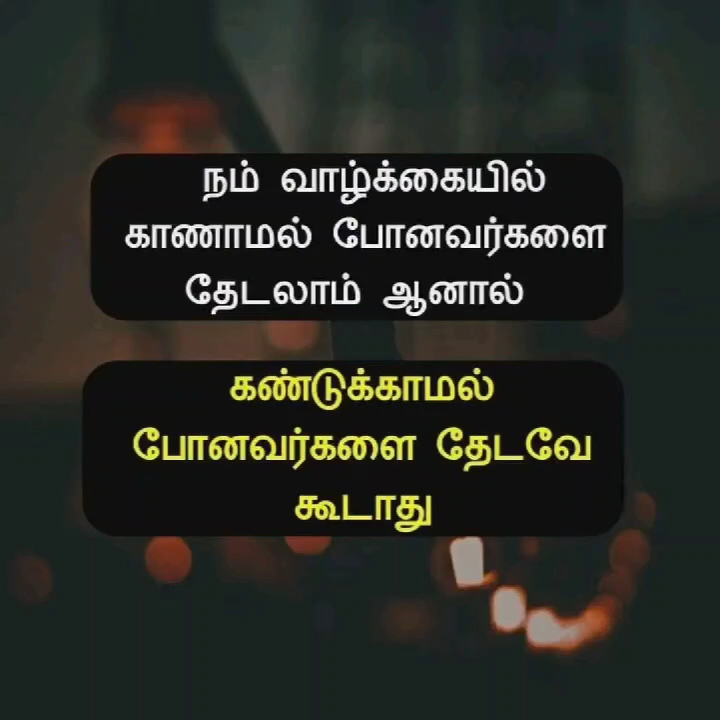 நம் வாழ்க்கையில்
காணாமல் போனவர்களை
தேடலாம் ஆனால்
கண்டுக்காமல்
போனவர்களை தேடவே
கூடாது